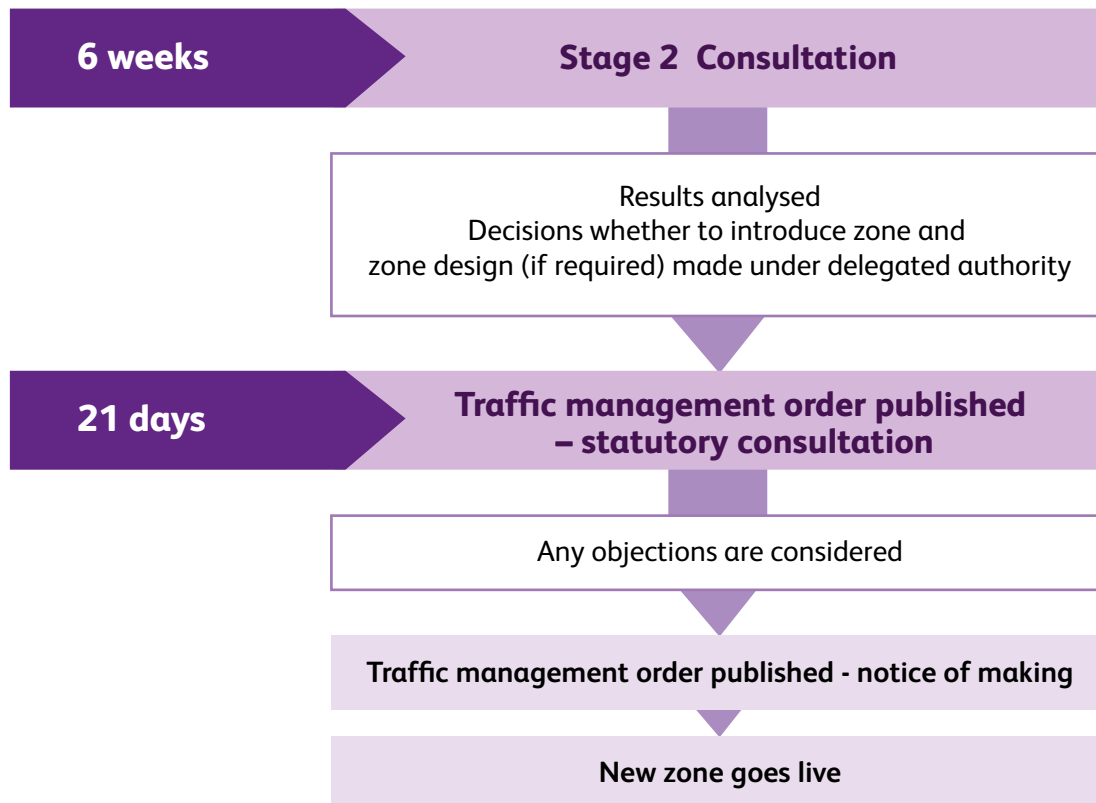 6 weeks
Stage 2 Consultation
Results analysed
Decisions whether to introduce zone and
zone design (if required) made under delegated authority
21 days
Traffic management order published
– statutory consultation
Any objections are considered
Traffic management order published - notice of making
New zone goes live